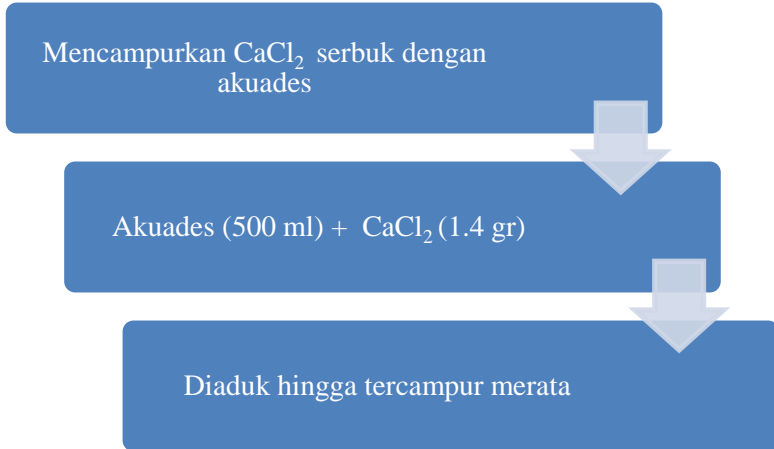 Mencampurkan CaCl₂ serbuk dengan
akuades
Akuades (500 ml) + CaCl₂ (1.4 gr)
Diaduk hingga tercampur merata